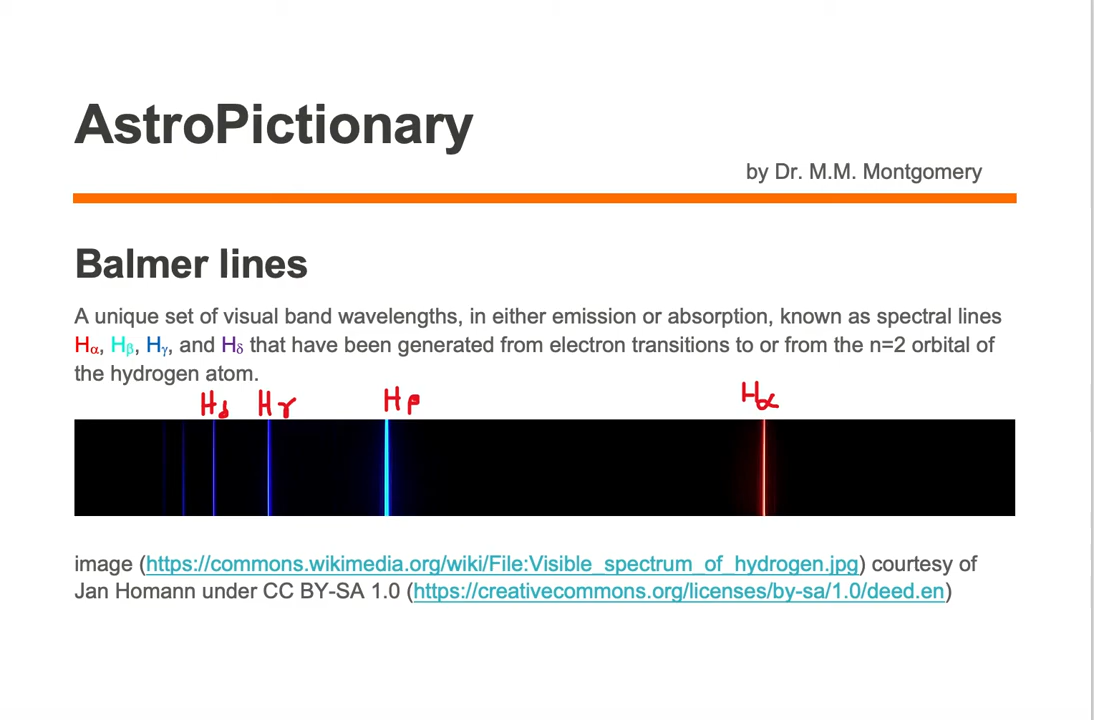 AstroPictionary
by Dr. M.M. Montgomery
Balmer lines
A unique set of visual band wavelengths, in either emission or absorption, known as spectral lines
Hα, Hβ, Hγ, and Hδ that have been generated from electron transitions to or from the n=2 orbital of
the hydrogen atom.
Hδ Hγ Hβ Hα
image (https://commons.wikimedia.org/wiki/File:Visible_spectrum_of_hydrogen.jpg) courtesy of
Jan Homann under CC BY-SA 1.0 (https://creativecommons.org/licenses/by-sa/1.0/deed.en)